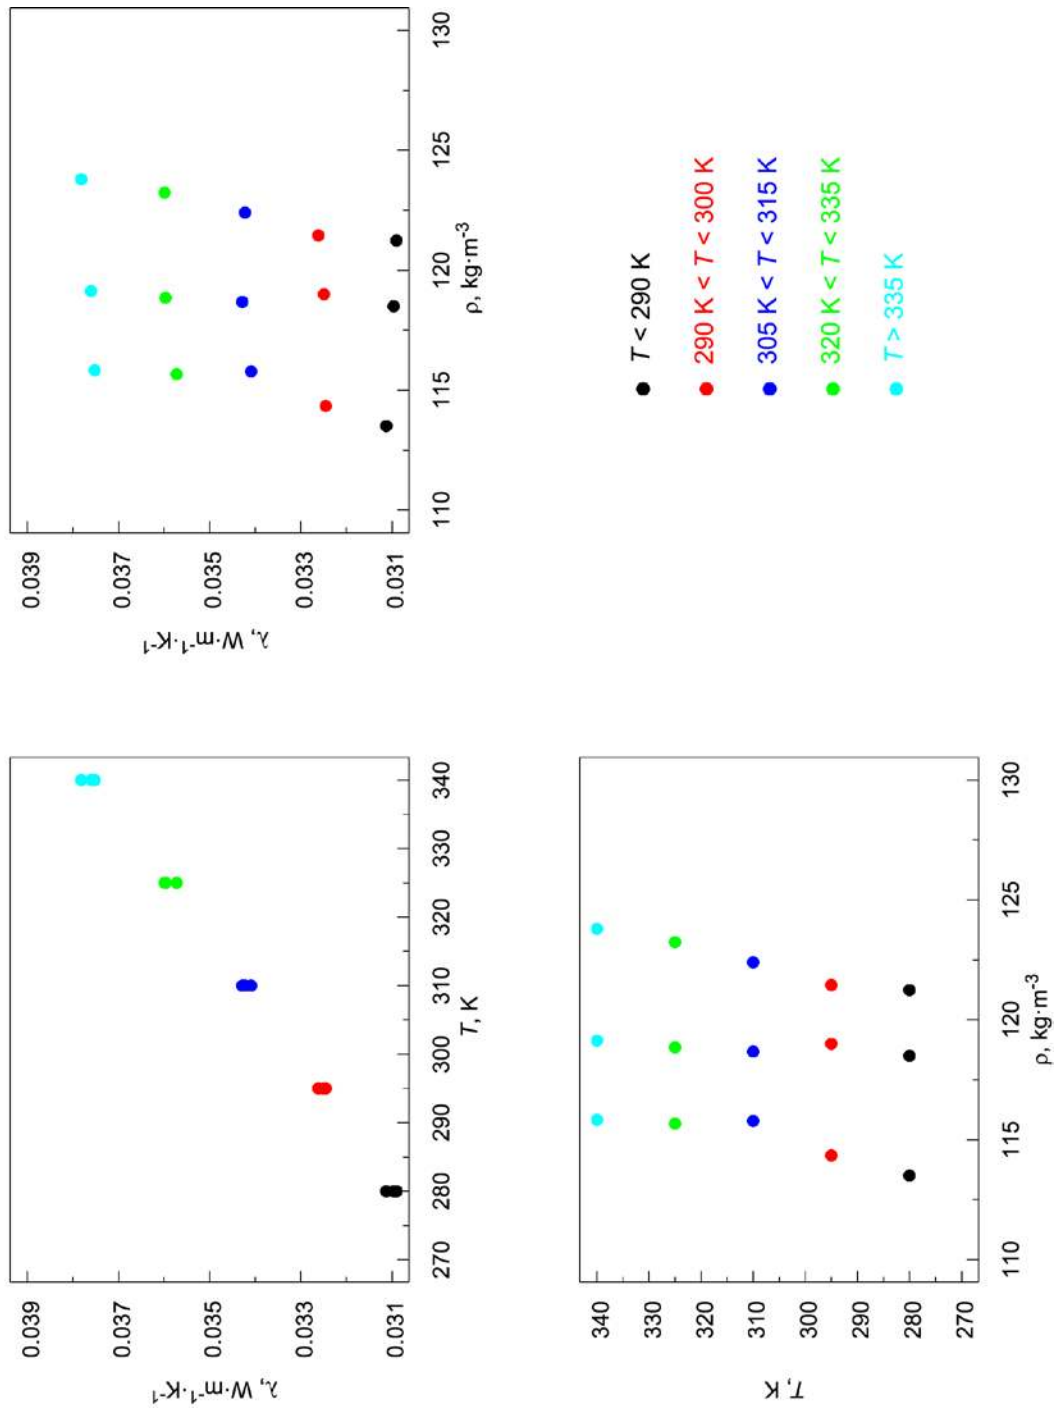 λ, W·m⁻¹·K⁻¹
0.039
0.037
0.035
0.033
0.031
270 280 290 300 310 320 330 340
T, K
λ, W·m⁻¹·K⁻¹
0.039
0.037
0.035
0.033
0.031
110 115 120 125 130
ρ, kg·m⁻³
T, K
340
330
320
310
300
290
280
270
110 115 120 125 130
ρ, kg·m⁻³
T < 290 K
290 K < T < 300 K
305 K < T < 315 K
320 K < T < 335 K
T > 335 K